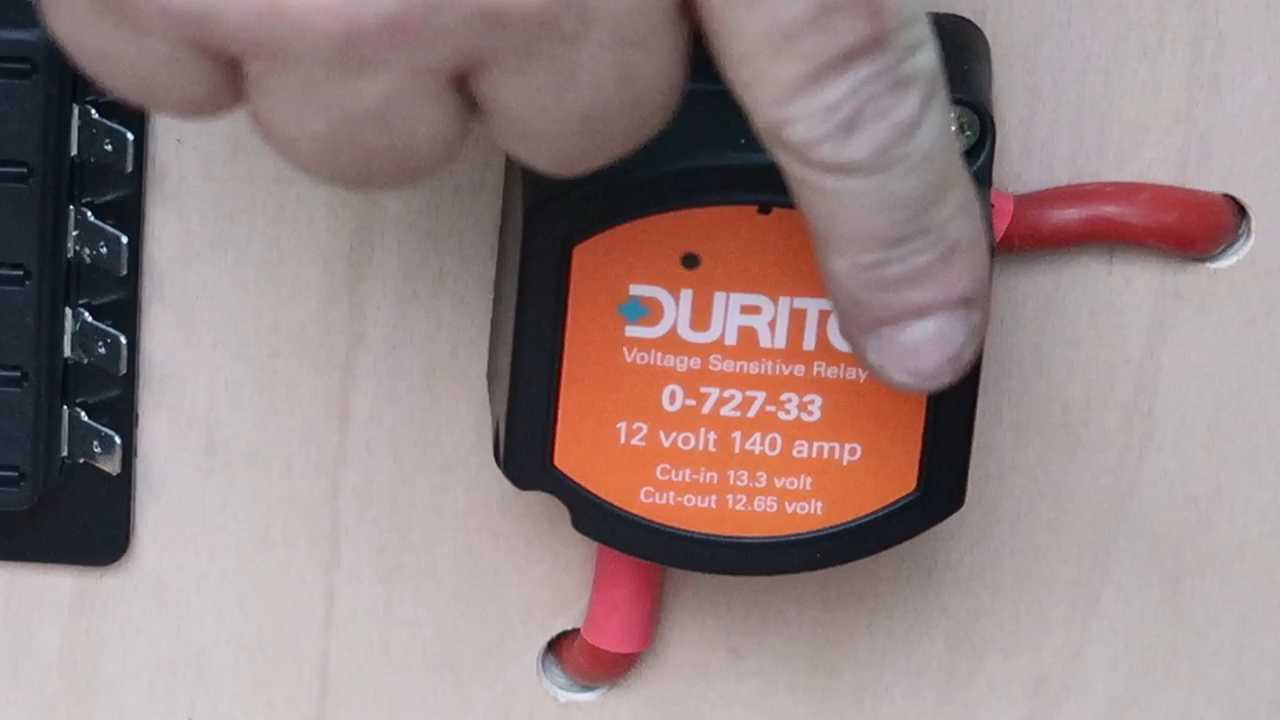 DURITO
Voltage Sensitive Relay
0-727-33
12 volt 140 amp
Cut-in 13.3 volt
Cut-out 12.65 volt